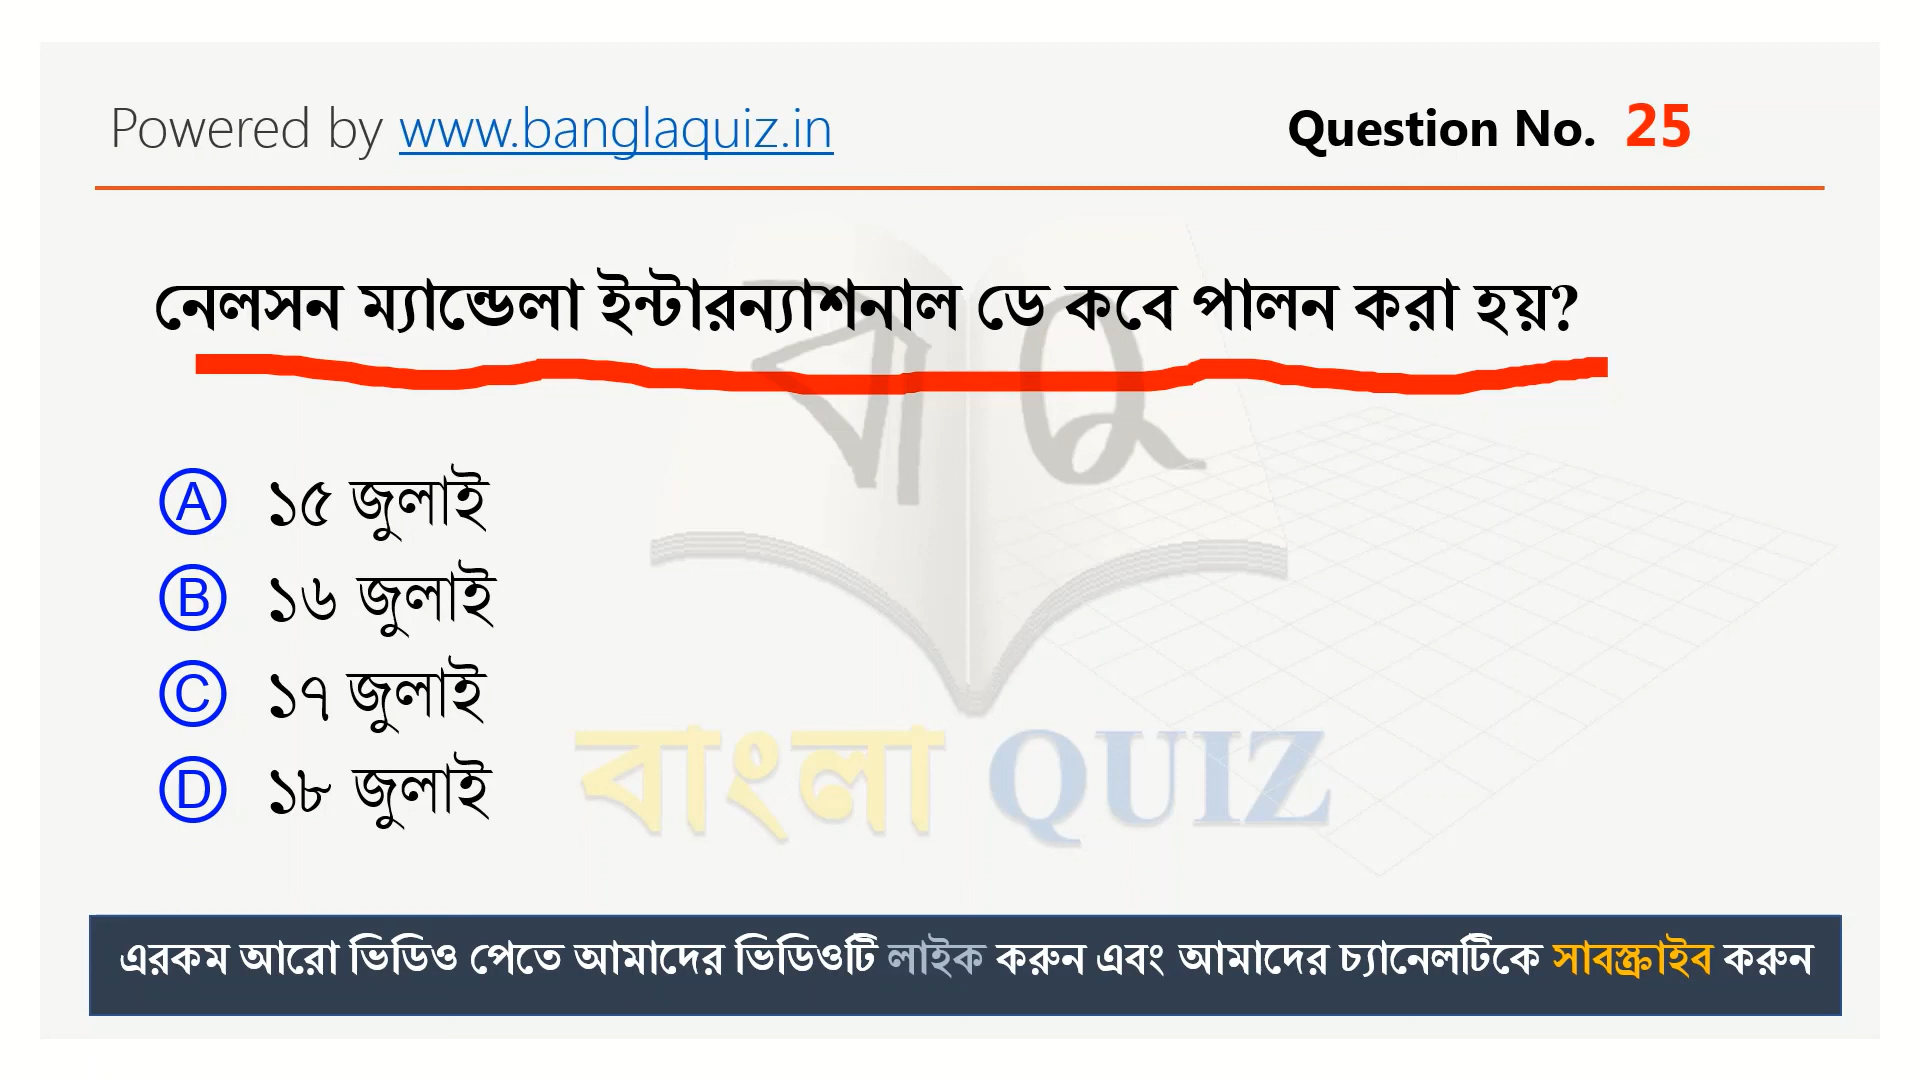 Powered by www.banglaquiz.in
Question No. 25
নেলসন ম্যান্ডেলা ইন্টারন্যাশনাল ডে কবে পালন করা হয়?
বা Q
A ১৫ জুলাই
B ১৬ জুলাই
C ১৭ জুলাই
D ১৮ জুলাই
বাংলা QUIZ
এরকম আরো ভিডিও পেতে আমাদের ভিডিওটি লাইক করুন এবং আমাদের চ্যানেলটিকে সাবস্ক্রাইব করুন